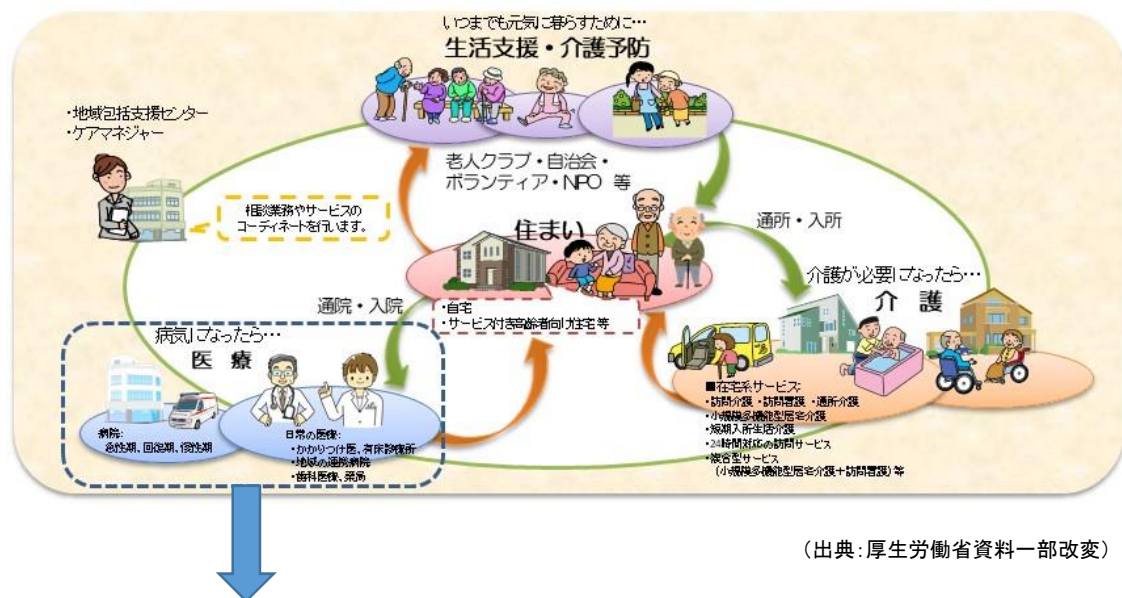 いつまでも元気に暮らすために…
生活支援・介護予防
・地域包括支援センター
・ケアマネジャー
相談業務やサービスの
コーディネートを行います。
老人クラブ・自治会・
ボランティア・NPO 等
住まい
・自宅
・サービス付き高齢者向け住宅等
通所・入所
介護が必要になったら…
介 護
■在宅系サービス:
・訪問介護 ・訪問看護 ・通所介護
・小規模多機能型居宅介護
・短期入所生活介護
・24時間対応の訪問サービス
・複合型サービス
(小規模多機能型居宅介護+訪問看護)等
通院・入院
病気になったら…
医 療
病院:
急性期、回復期、慢性期
日常の医療:
・かかりつけ医、有床診療所
・地域の連携病院
・歯科医療、薬局
(出典:厚生労働省資料一部改変)